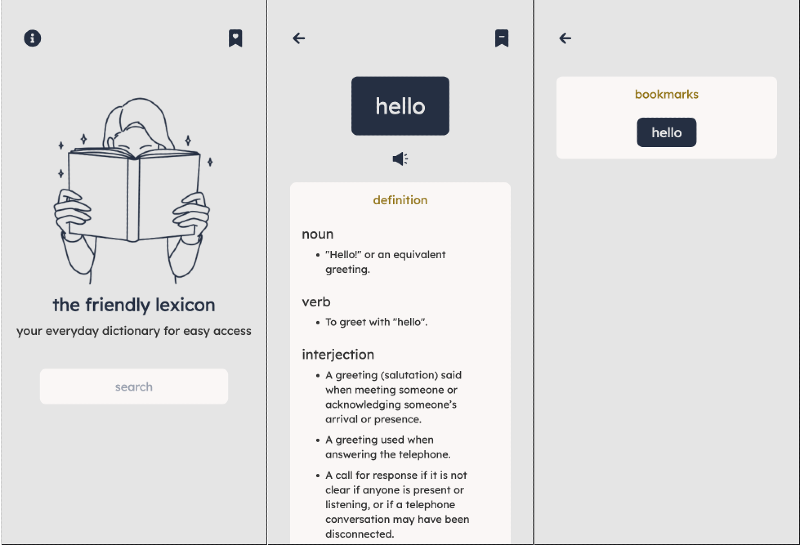 the friendly lexicon
your everyday dictionary for easy access
search
hello
definition
noun
• "Hello!" or an equivalent
greeting.
verb
• To greet with "hello".
interjection
• A greeting (salutation) said
when meeting someone or
acknowledging someone's
arrival or presence.
• A greeting used when
answering the telephone.
• A call for response if it is not
clear if anyone is present or
listening, or if a telephone
conversation may have been
disconnected.
bookmarks
hello